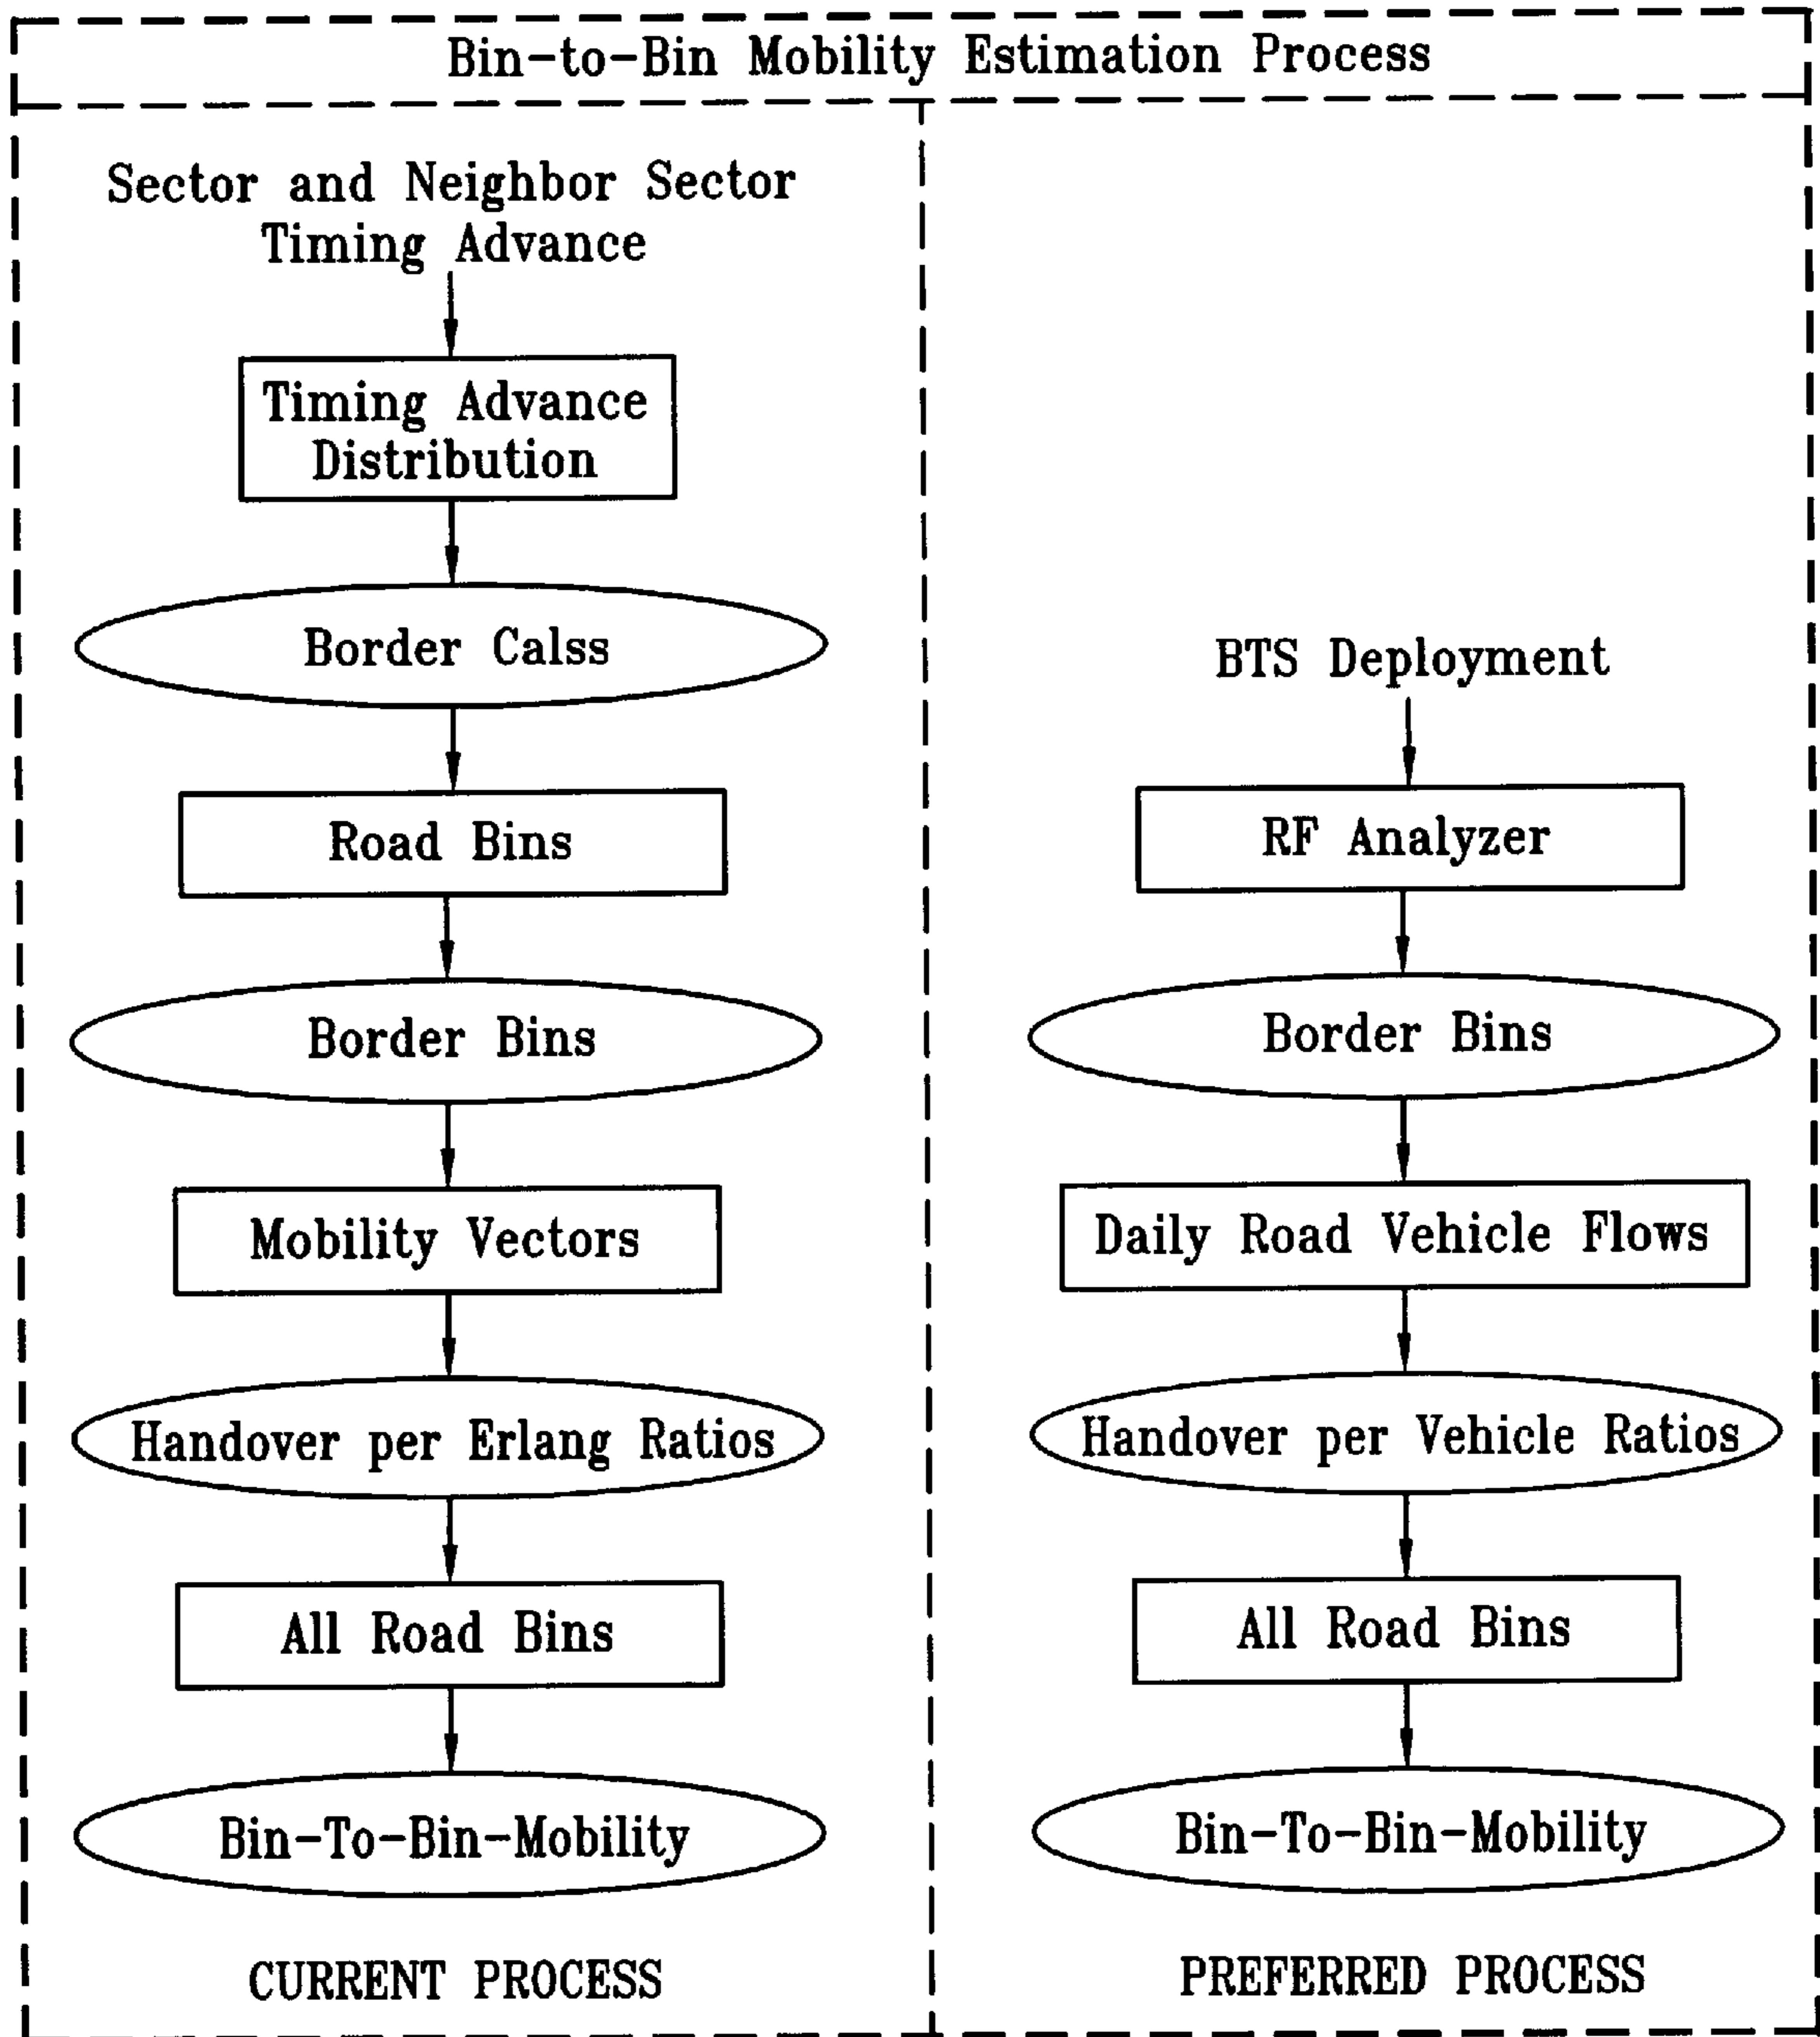 Bin-to-Bin Mobility Estimation Process
Sector and Neighbor Sector
Timing Advance
Timing Advance
Distribution
Border Calss
Road Bins
Border Bins
Mobility Vectors
Handover per Erlang Ratios
All Road Bins
Bin-To-Bin-Mobility
CURRENT PROCESS
BTS Deployment
RF Analyzer
Border Bins
Daily Road Vehicle Flows
Handover per Vehicle Ratios
All Road Bins
Bin-To-Bin-Mobility
PREFERRED PROCESS